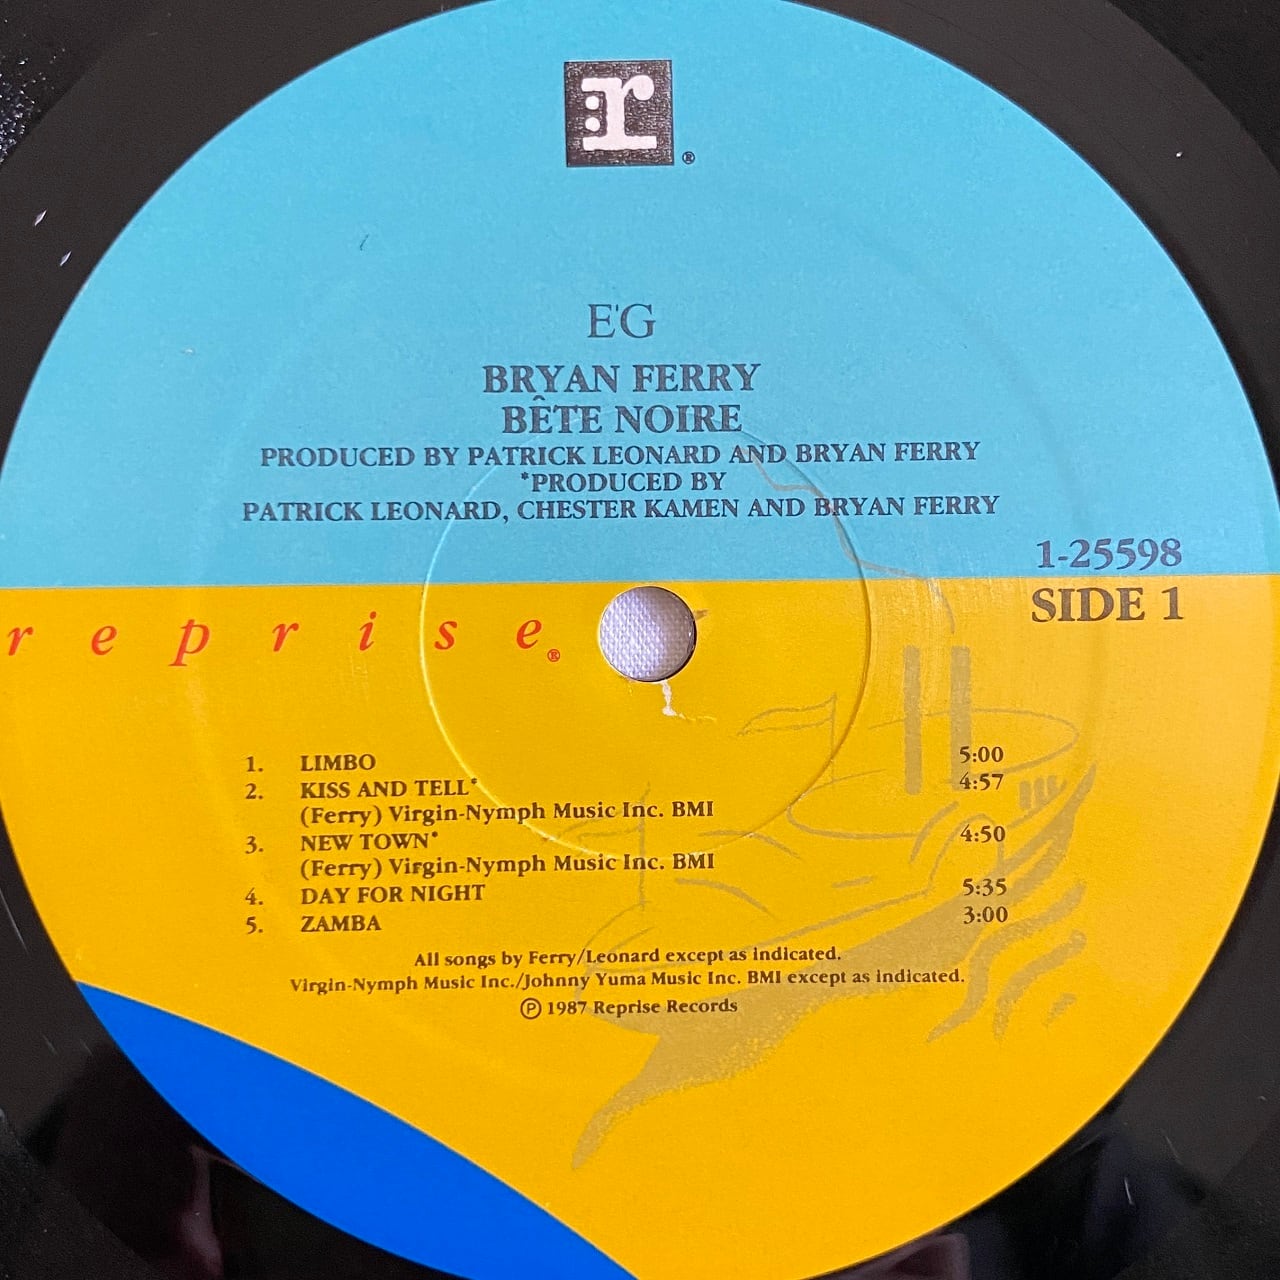 r ®
E'G
BRYAN FERRY
BÊTE NOIRE
PRODUCED BY PATRICK LEONARD AND BRYAN FERRY
*PRODUCED BY
PATRICK LEONARD, CHESTER KAMEN AND BRYAN FERRY
1-25598
SIDE 1
reprise®
1. LIMBO 5:00
2. KISS AND TELL* 4:57
(Ferry) Virgin-Nymph Music Inc. BMI
3. NEW TOWN* 4:50
(Ferry) Virgin-Nymph Music Inc. BMI
4. DAY FOR NIGHT 5:35
5. ZAMBA 3:00
All songs by Ferry/Leonard except as indicated.
Virgin-Nymph Music Inc./Johnny Yuma Music Inc. BMI except as indicated.
℗ 1987 Reprise Records